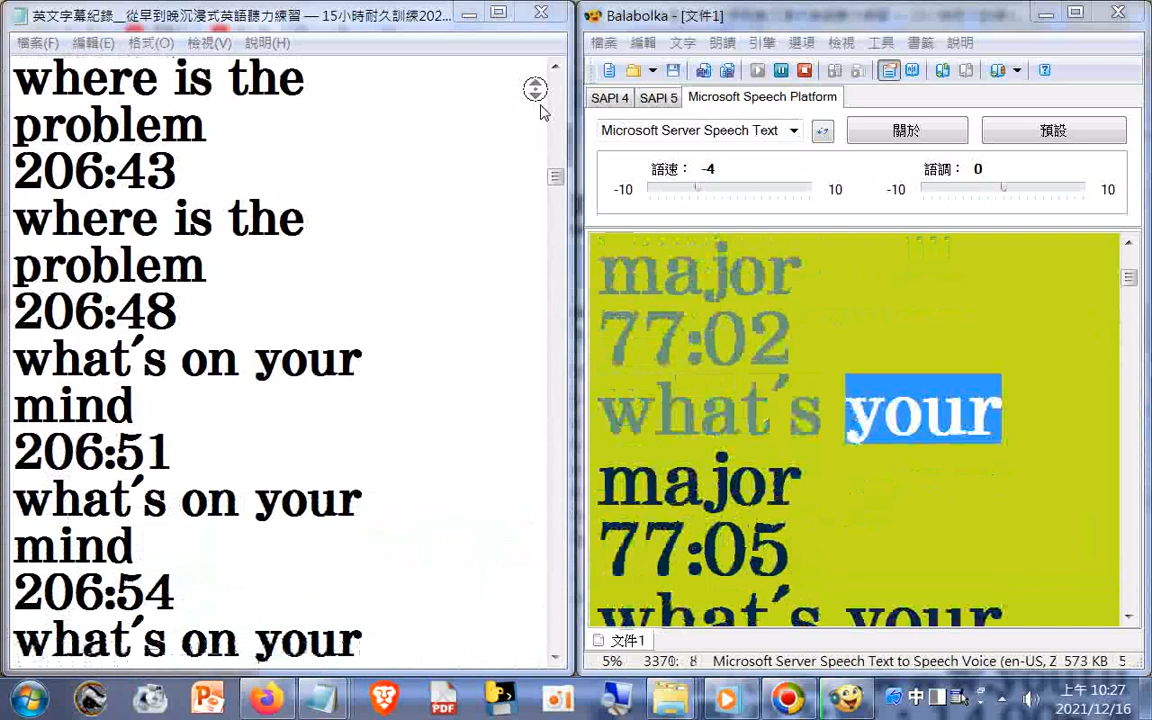 英文字幕紀錄__從早到晚沉浸式英語聽力練習 — 15小時耐久訓練202...
檔案(F) 編輯(E) 格式(O) 檢視(V) 說明(H)
where is the
problem
206:43
where is the
problem
206:48
what´s on your
mind
206:51
what´s on your
mind
206:54
what´s on your
Balabolka - [文件1]
檔案 編輯 文字 朗讀 引擎 選項 檢視 工具 書籤 說明
SAPI 4 SAPI 5 Microsoft Speech Platform
Microsoft Server Speech Text 關於 預設
語速： -4 語調： 0
-10 10 -10 10
major
77:02
what´s your
major
77:05
what´s your
文件1
5% 3370: 8 Microsoft Server Speech Text to Speech Voice (en-US, Z 573 KB 5
PDF
中
上午 10:27
2021/12/16